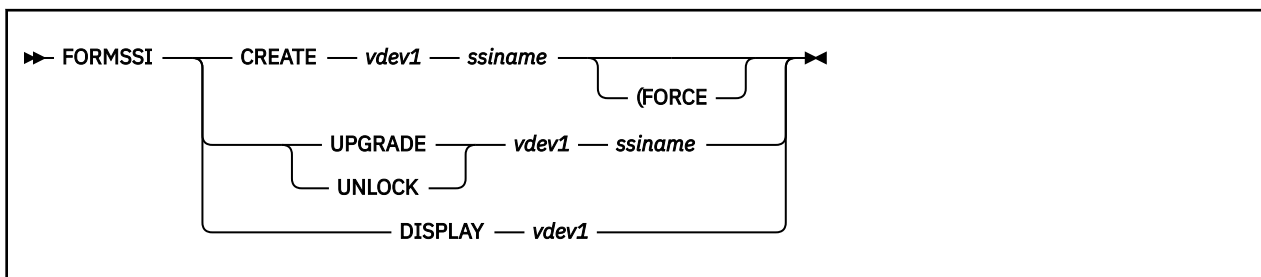 FORMSSI CREATE vdev1 ssiname
(FORCE
UPGRADE vdev1 ssiname
UNLOCK
DISPLAY vdev1